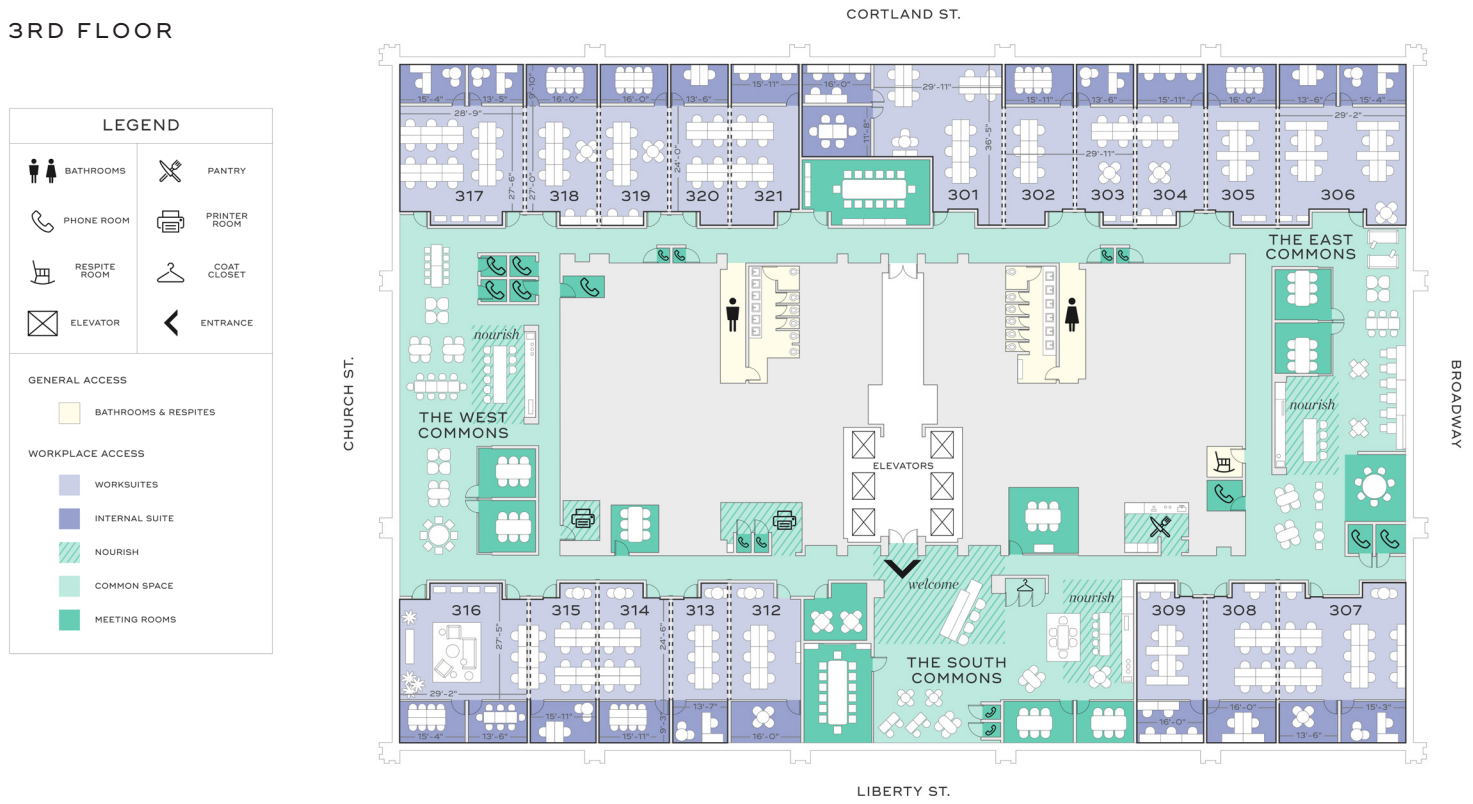 3RD FLOOR
CORTLAND ST.
LEGEND
BATHROOMS
PANTRY
PHONE ROOM
PRINTER
ROOM
RESPITE
ROOM
COAT
CLOSET
ELEVATOR
ENTRANCE
GENERAL ACCESS
BATHROOMS & RESPITES
WORKPLACE ACCESS
WORKSUITES
INTERNAL SUITE
NOURISH
COMMON SPACE
MEETING ROOMS
CHURCH ST.
15'-4" 13'-5" 9'-10" 16'-0" 16'-0" 13'-6" 15'-11" 16'-0" 29'-11" 15'-11" 13'-6" 15'-11" 16'-0" 13'-6" 15'-4"
28'-9" 29'-2"
27'-6" 27'-0" 24'-0" 11'-8" 36'-5" 29'-11"
317 318 319 320 321 301 302 303 304 305 306
THE EAST
COMMONS
nourish
THE WEST
COMMONS
nourish
ELEVATORS
BROADWAY
welcome
nourish
316 315 314 313 312 309 308 307
27'-5" 24'-6"
THE SOUTH
COMMONS
29'-2"
15'-4" 13'-6" 15'-11" 15'-11" 9'-3" 13'-7" 16'-0" 16'-0" 16'-0" 13'-6" 15'-3"
LIBERTY ST.